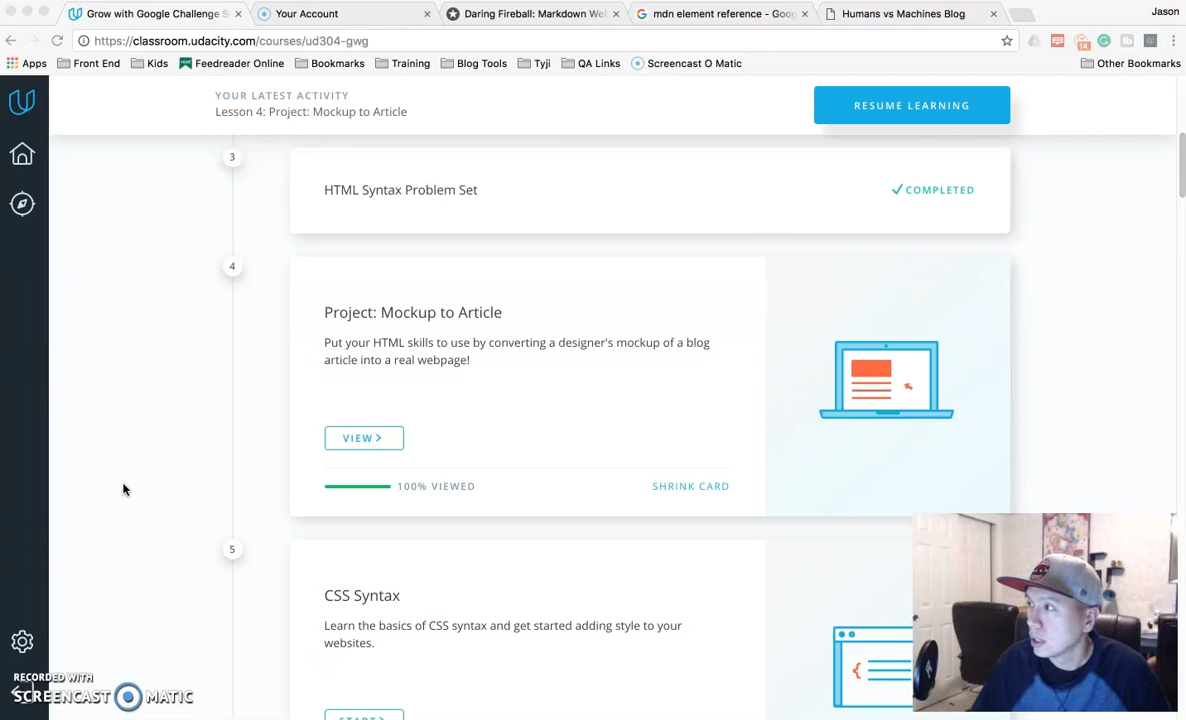 Grow with Google Challenge S
Your Account
Daring Fireball: Markdown We
mdn element reference - Goog
Humans vs Machines Blog
Jason
https://classroom.udacity.com/courses/ud304-gwg
14
Apps
Front End
Kids
Feedreader Online
Bookmarks
Training
Blog Tools
Tyji
QA Links
Screencast O Matic
Other Bookmarks
YOUR LATEST ACTIVITY
Lesson 4: Project: Mockup to Article
RESUME LEARNING
3
HTML Syntax Problem Set
COMPLETED
4
Project: Mockup to Article
Put your HTML skills to use by converting a designer's mockup of a blog
article into a real webpage!
VIEW
100% VIEWED
SHRINK CARD
5
CSS Syntax
Learn the basics of CSS syntax and get started adding style to your
websites.
START
RECORDED WITH
SCREENCAST MATIC